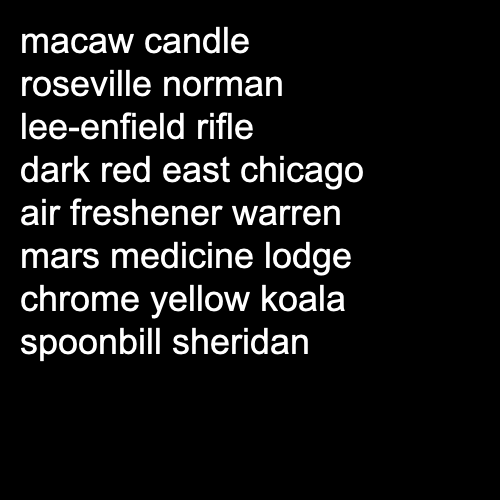 macaw candle
roseville norman
lee-enfield rifle
dark red east chicago
air freshener warren
mars medicine lodge
chrome yellow koala
spoonbill sheridan